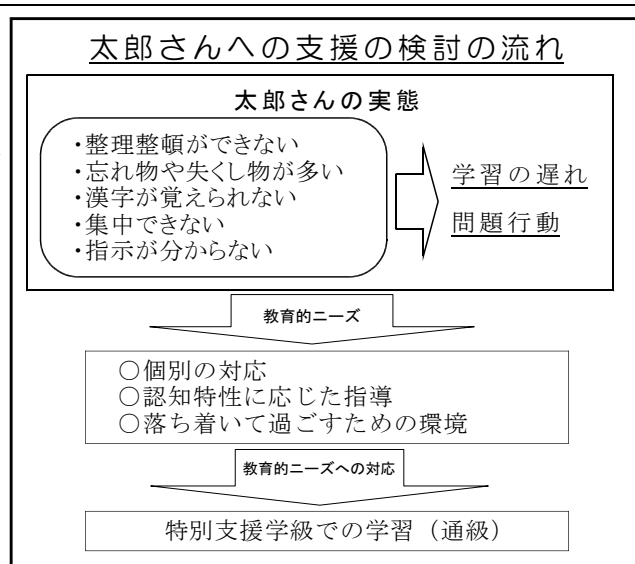 太郎さんへの支援の検討の流れ
太郎さんの実態
・整理整頓ができない
・忘れ物や失くし物が多い
・漢字が覚えられない
・集中できない
・指示が分からない
学習の遅れ
問題行動
教育的ニーズ
○個別の対応
○認知特性に応じた指導
○落ち着いて過ごすための環境
教育的ニーズへの対応
特別支援学級での学習（通級）